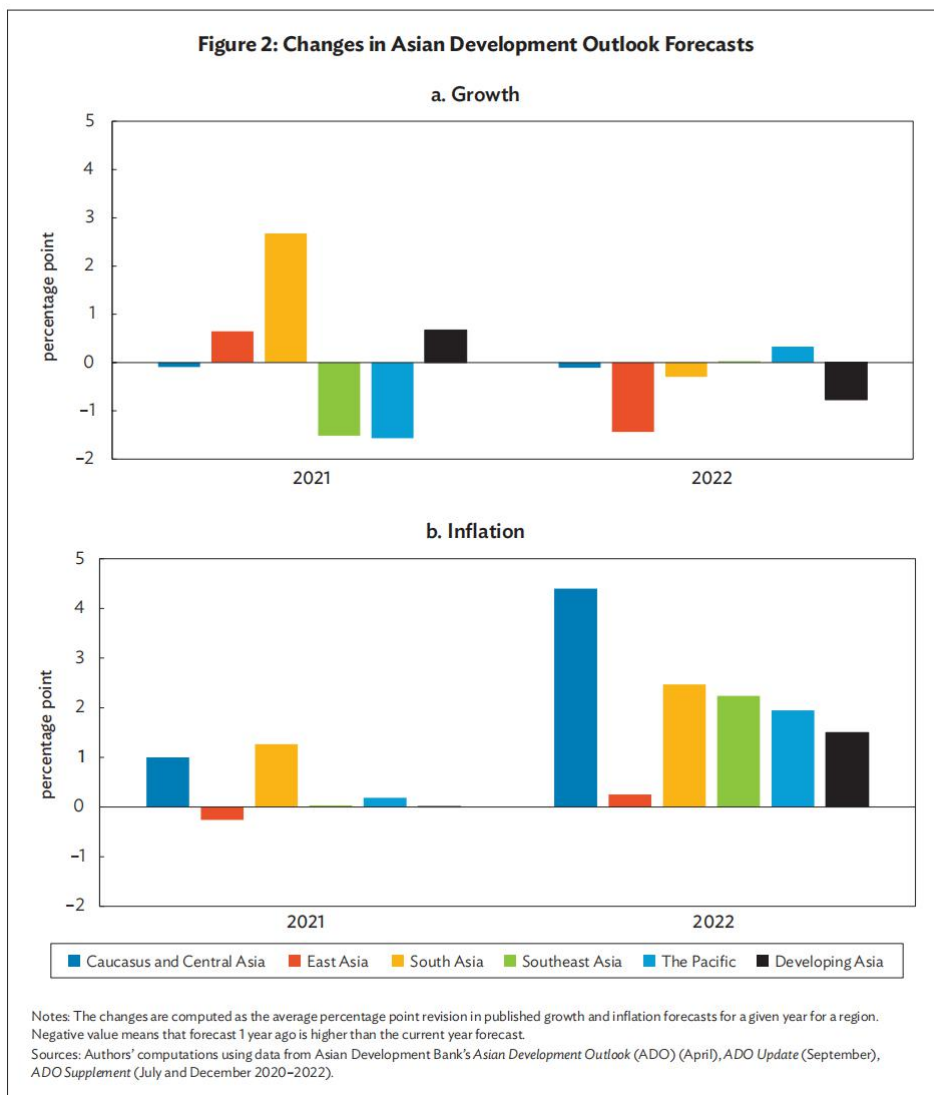 Figure 2: Changes in Asian Development Outlook Forecasts
a. Growth
5
4
3
2
1
0
−1
−2
percentage point
2021
2022
b. Inflation
5
4
3
2
1
0
−1
−2
percentage point
2021
2022
Caucasus and Central Asia
East Asia
South Asia
Southeast Asia
The Pacific
Developing Asia
Notes: The changes are computed as the average percentage point revision in published growth and inflation forecasts for a given year for a region.
Negative value means that forecast 1 year ago is higher than the current year forecast.
Sources: Authors’ computations using data from Asian Development Bank’s Asian Development Outlook (ADO) (April), ADO Update (September),
ADO Supplement (July and December 2020–2022).